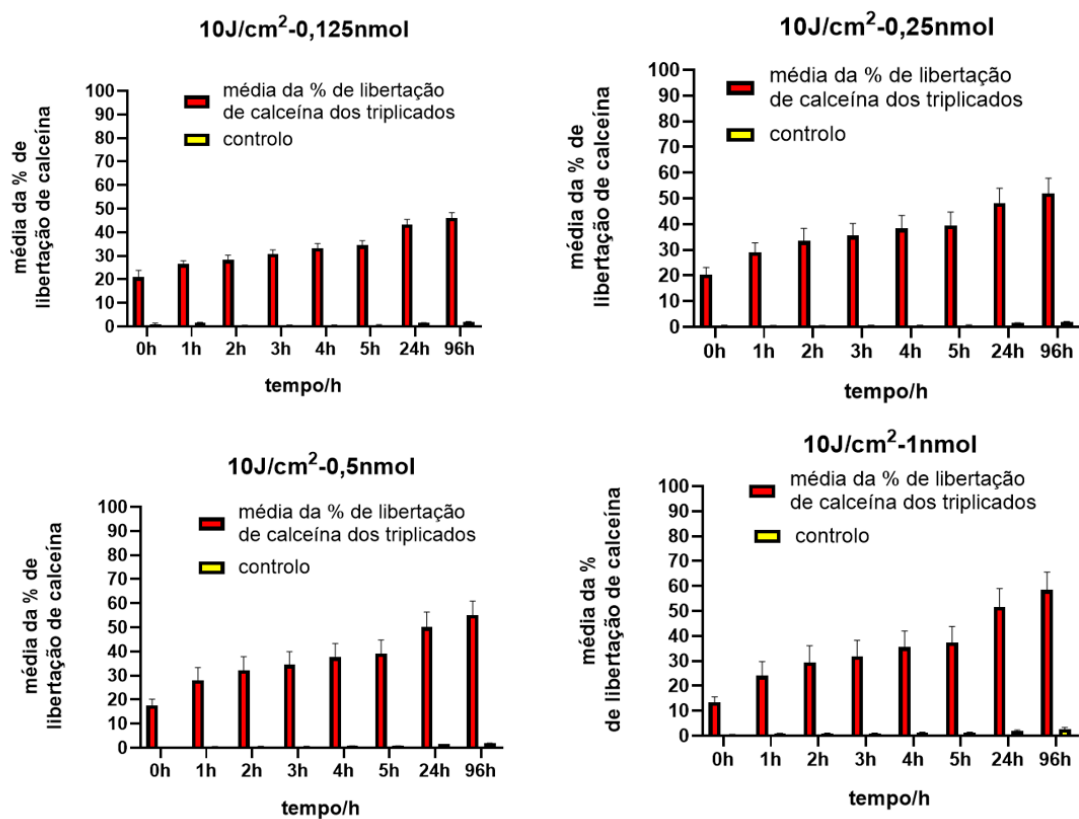 10J/cm²-0,125nmol
média da % de
libertação de calceína
100
90
80
70
60
50
40
30
20
10
0
média da % de libertação
de calceína dos triplicados
controlo
0h 1h 2h 3h 4h 5h 24h 96h
tempo/h
10J/cm²-0,25nmol
média da % de
libertação de calceína
100
90
80
70
60
50
40
30
20
10
0
média da % de libertação
de calceína dos triplicados
controlo
0h 1h 2h 3h 4h 5h 24h 96h
tempo/h
10J/cm²-0,5nmol
média da % de
libertação de calceína
100
90
80
70
60
50
40
30
20
10
0
média da % de libertação
de calceína dos triplicados
controlo
0h 1h 2h 3h 4h 5h 24h 96h
tempo/h
10J/cm²-1nmol
média da %
de libertação de calceína
100
90
80
70
60
50
40
30
20
10
0
média da % de libertação
de calceína dos triplicados
controlo
0h 1h 2h 3h 4h 5h 24h 96h
tempo/h